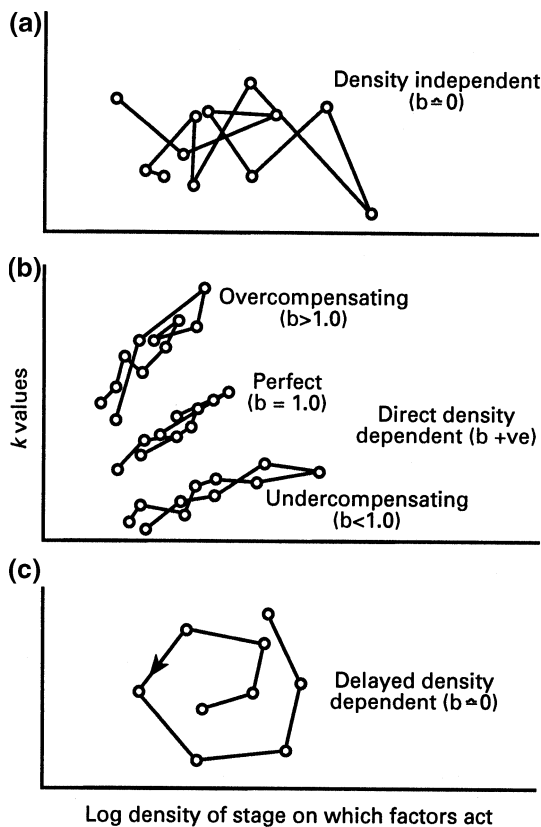 (a)
Density independent
(b≏0)
(b)
Overcompensating
(b>1.0)
Perfect
(b = 1.0)
Direct density
dependent (b +ve)
Undercompensating
(b<1.0)
k values
(c)
Delayed density
dependent (b≏0)
Log density of stage on which factors act